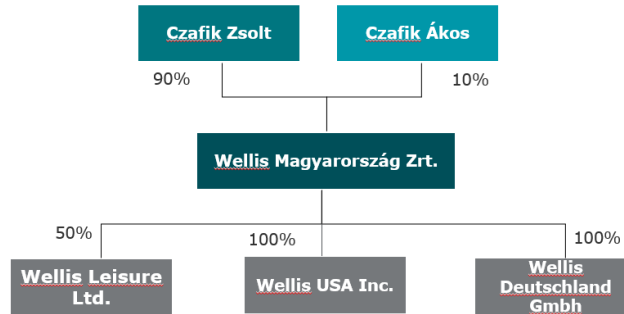 Czafik Zsolt
Czafik Ákos
90%
10%
Wellis Magyarország Zrt.
50%
100%
100%
Wellis Leisure
Ltd.
Wellis USA Inc.
Wellis
Deutschland
Gmbh